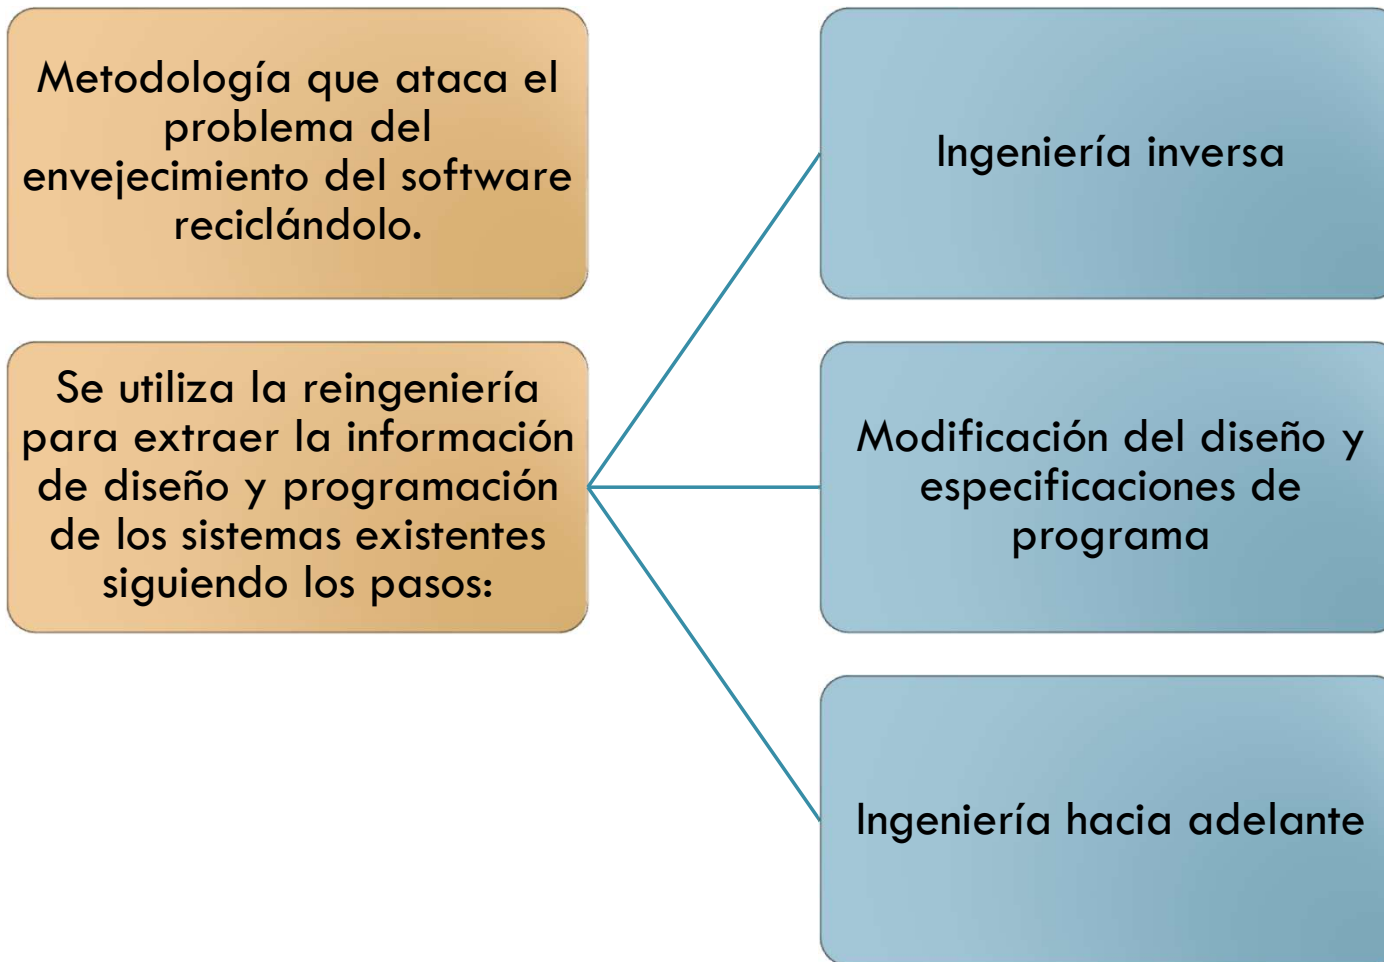 Metodología que ataca el
problema del
envejecimiento del software
reciclándolo.
Se utiliza la reingeniería
para extraer la información
de diseño y programación
de los sistemas existentes
siguiendo los pasos:
Ingeniería inversa
Modificación del diseño y
especificaciones de
programa
Ingeniería hacia adelante